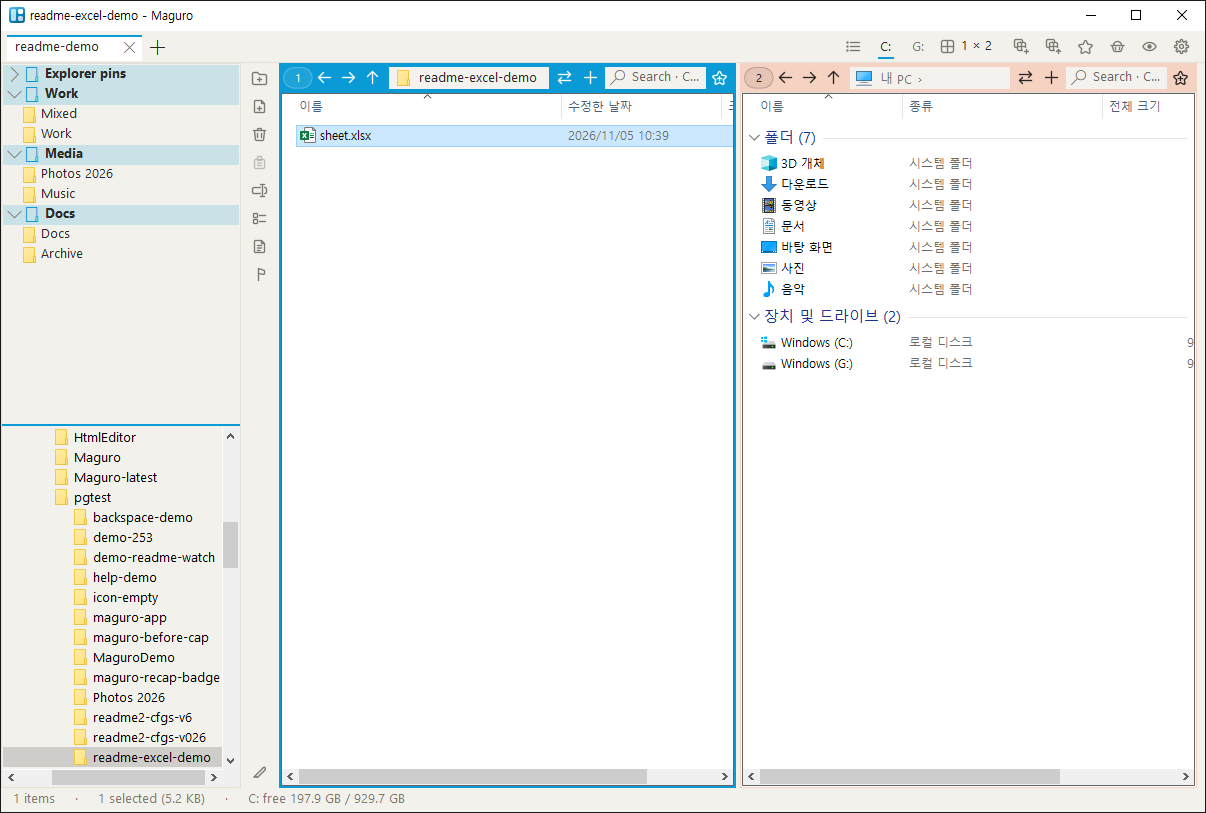 readme-excel-demo - Maguro
readme-demo
C: G: 1 × 2
Explorer pins
Work
Mixed
Work
Media
Photos 2026
Music
Docs
Docs
Archive
HtmlEditor
Maguro
Maguro-latest
pgtest
backspace-demo
demo-253
demo-readme-watch
help-demo
icon-empty
maguro-app
maguro-before-cap
MaguroDemo
maguro-recap-badge
Photos 2026
readme2-cfgs-v6
readme2-cfgs-v026
readme-excel-demo
1 readme-excel-demo Search · C...
이름 수정한 날짜
sheet.xlsx 2026/11/05 10:39
2 내 PC › Search · C...
이름 종류 전체 크기
폴더 (7)
3D 개체 시스템 폴더
다운로드 시스템 폴더
동영상 시스템 폴더
문서 시스템 폴더
바탕 화면 시스템 폴더
사진 시스템 폴더
음악 시스템 폴더
장치 및 드라이브 (2)
Windows (C:) 로컬 디스크 9
Windows (G:) 로컬 디스크 9
1 items · 1 selected (5.2 KB) · C: free 197.9 GB / 929.7 GB